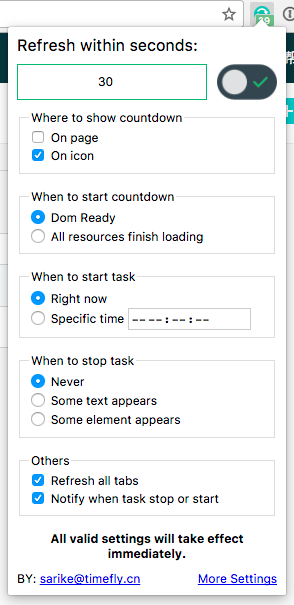 29
Refresh within seconds:
30
Where to show countdown
On page
On icon
When to start countdown
Dom Ready
All resources finish loading
When to start task
Right now
Specific time ----:--:--
When to stop task
Never
Some text appears
Some element appears
Others
Refresh all tabs
Notify when task stop or start
All valid settings will take effect
immediately.
BY: sarike@timefly.cn More Settings